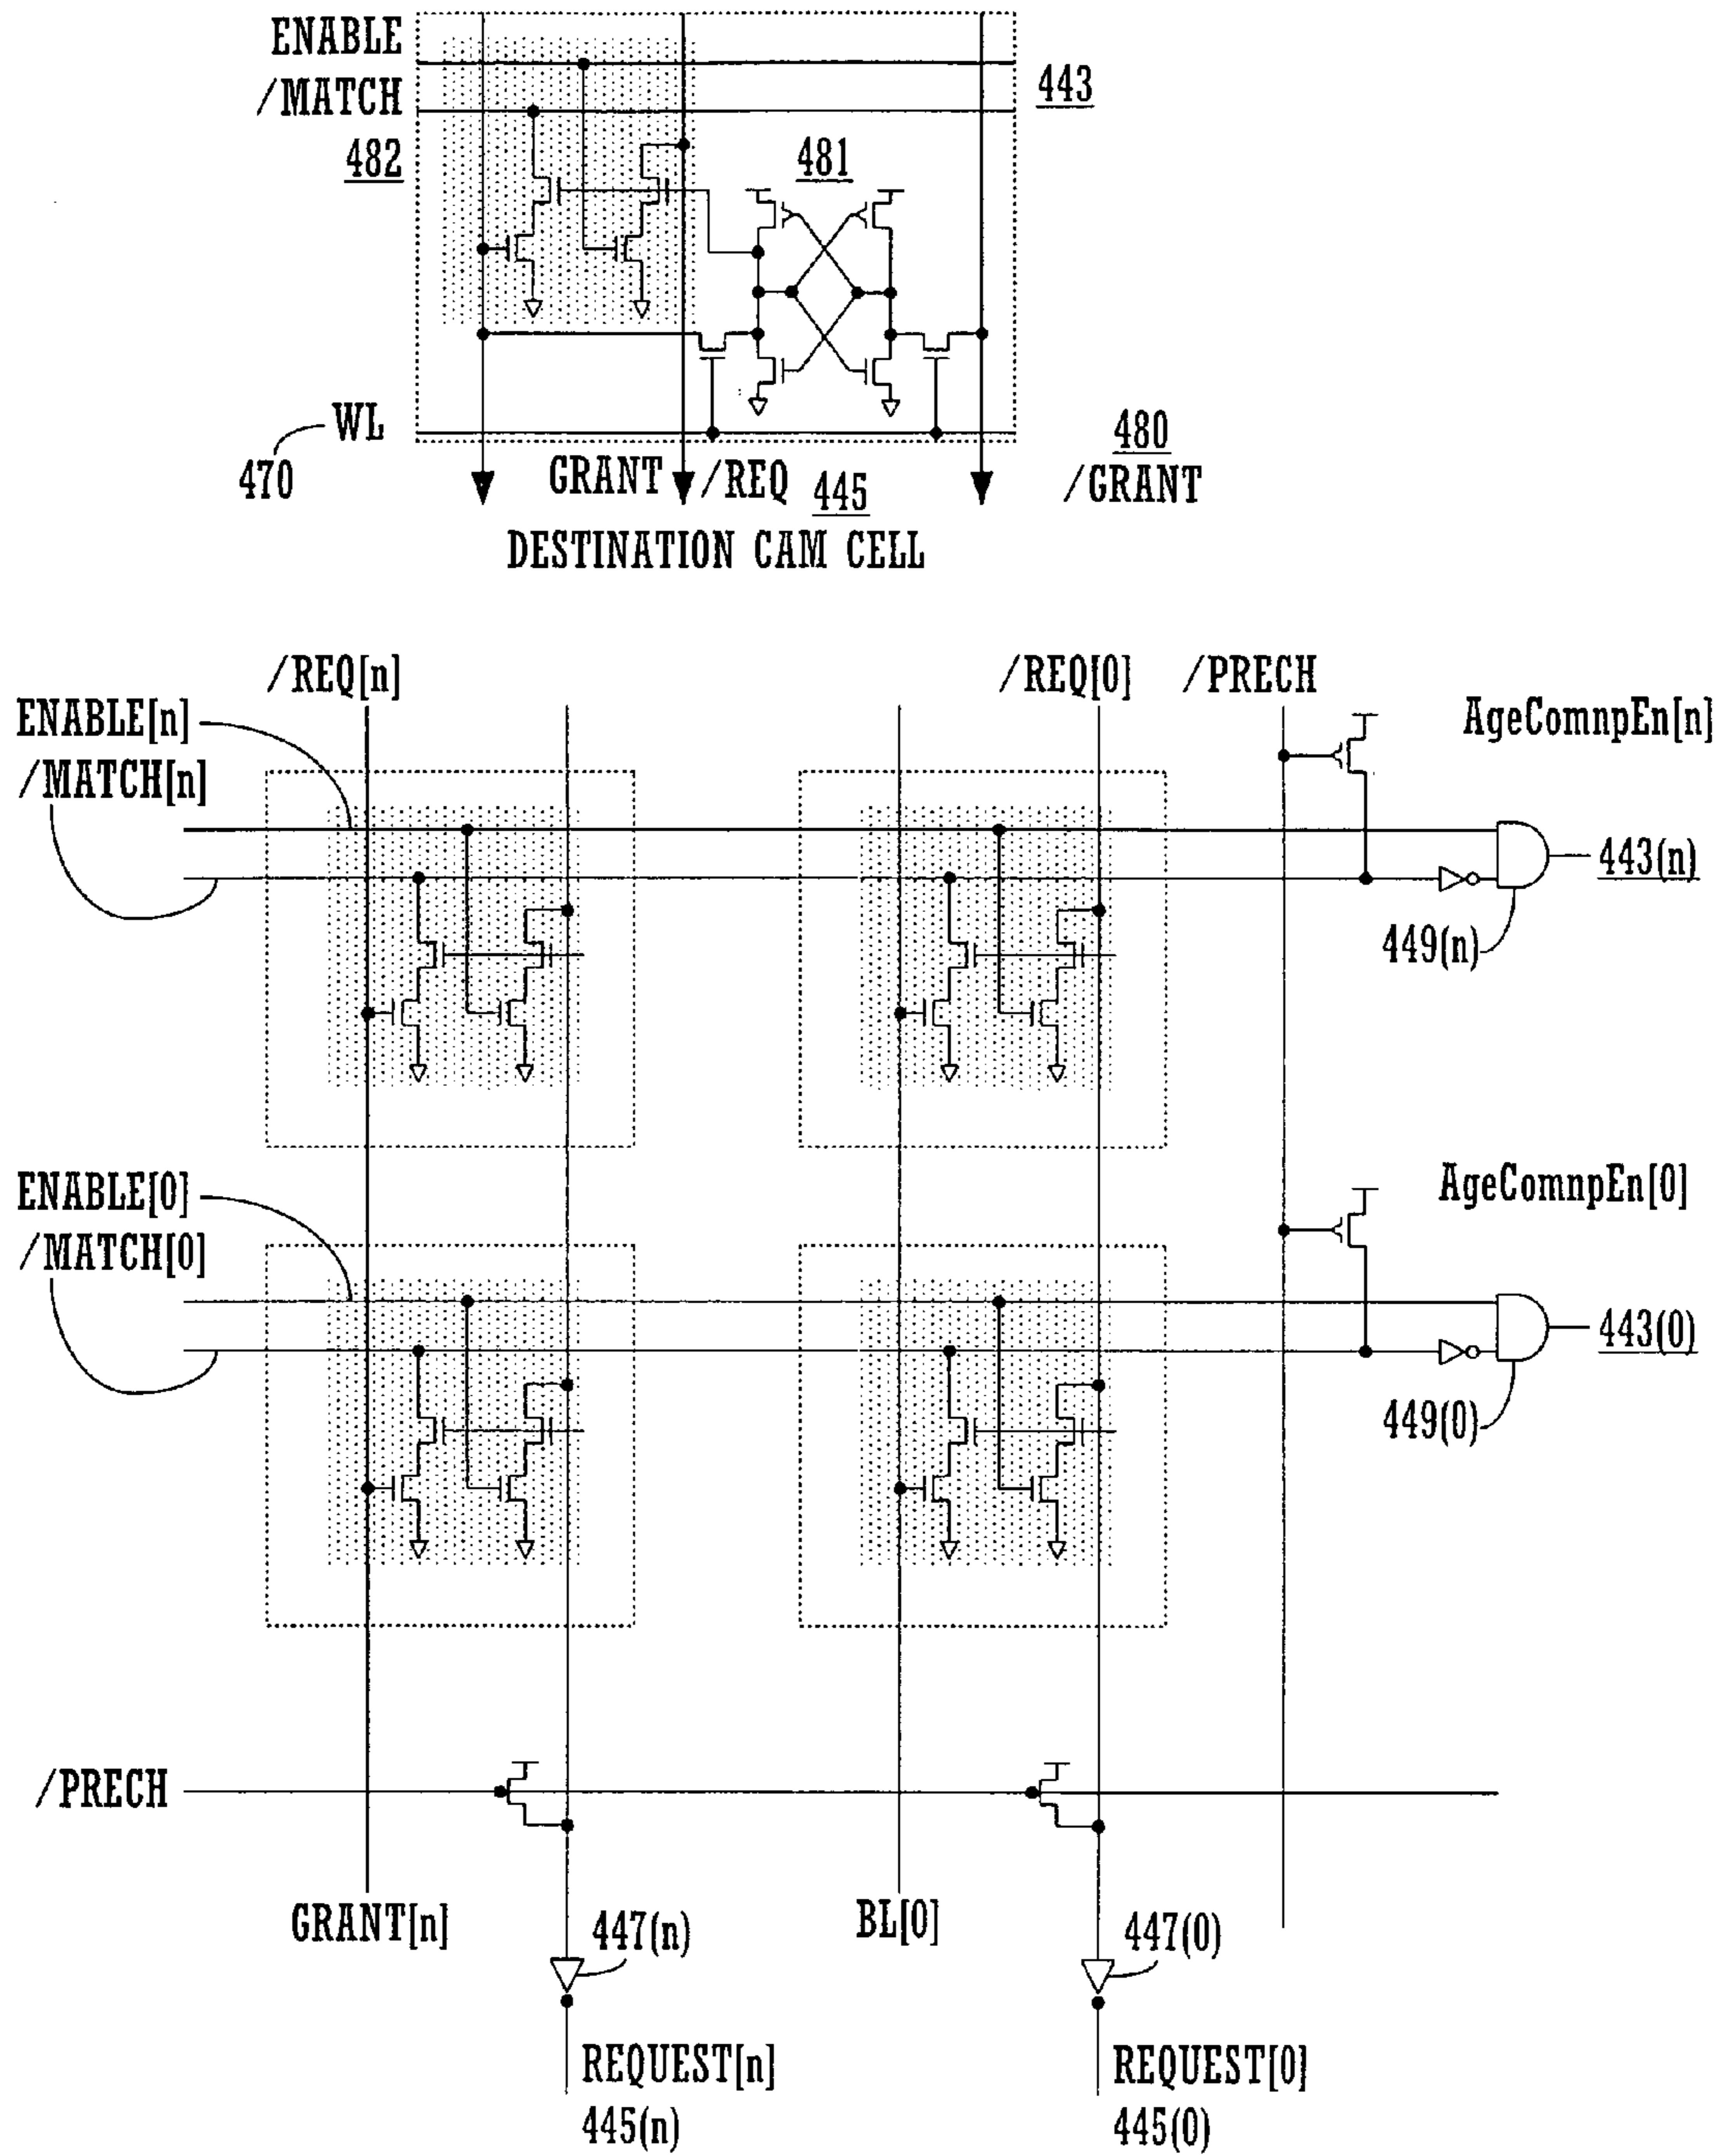 ENABLE
/MATCH
443
482
481
WL
470
GRANT
/REQ
445
480
/GRANT
DESTINATION CAM CELL
/REQ[n]
/REQ[0]
/PRECH
ENABLE[n]
/MATCH[n]
AgeComnpEn[n]
443(n)
449(n)
ENABLE[0]
/MATCH[0]
AgeComnpEn[0]
443(0)
449(0)
/PRECH
GRANT[n]
BL[0]
447(n)
447(0)
REQUEST[n]
REQUEST[0]
445(n)
445(0)